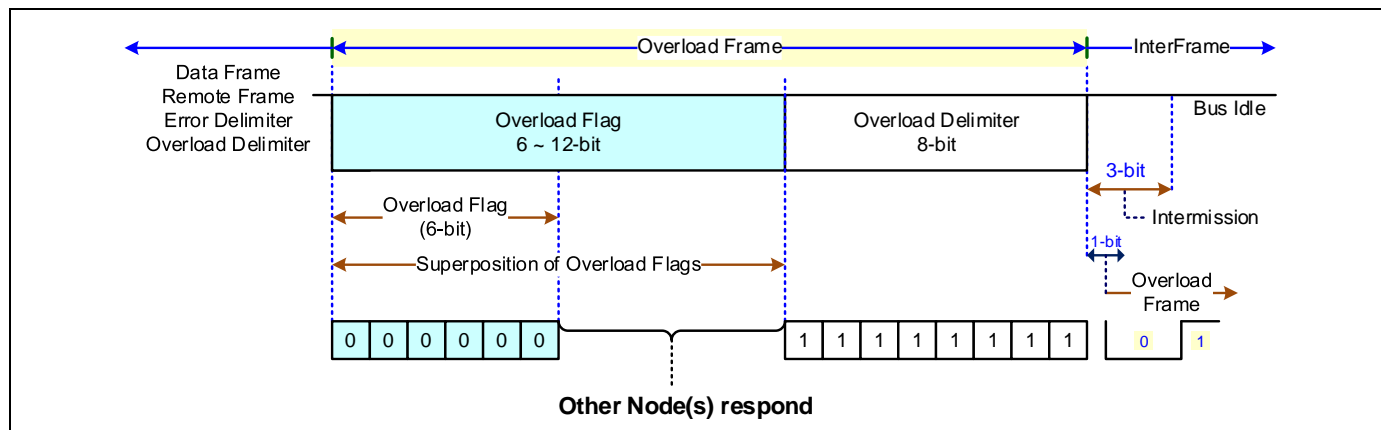 Overload Frame
InterFrame
Data Frame
Remote Frame
Error Delimiter
Overload Delimiter
Overload Flag
6 ~ 12-bit
Overload Delimiter
8-bit
Bus Idle
3-bit
Overload Flag
(6-bit)
Intermission
1-bit
Superposition of Overload Flags
Overload
Frame
0 0 0 0 0 0
1 1 1 1 1 1 1 1
0 1
Other Node(s) respond